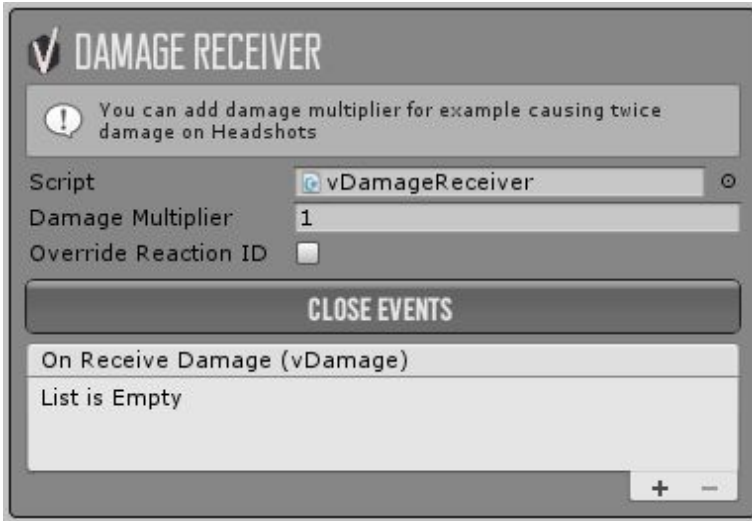 DAMAGE RECEIVER
You can add damage multiplier for example causing twice
damage on Headshots
Script vDamageReceiver
Damage Multiplier 1
Override Reaction ID
CLOSE EVENTS
On Receive Damage (vDamage)
List is Empty
+ −